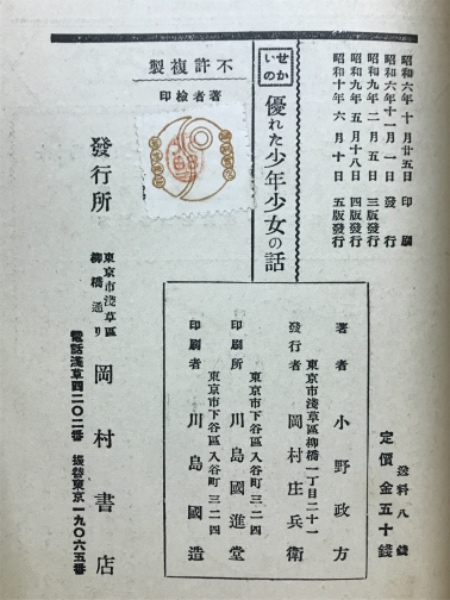 昭和六年十月廿五日 印刷
昭和六年十一月一日 發行
昭和九年二月五日 三版發行
昭和九年五月十八日 四版發行
昭和十年六月十日 五版發行
せかいの
優れた少年少女の話
不許複製
著者檢印
定價金五十錢
送料八錢
著者 小野政方
東京市淺草區柳橋一丁目二十一
發行者 岡村庄兵衛
東京市下谷區入谷町三二四
印刷所 川島國進堂
東京市下谷區入谷町三二四
印刷者 川島國造
發行所
東京市淺草區
柳橋通り
岡村書店
電話淺草四二〇二番 振替東京一九〇六五番